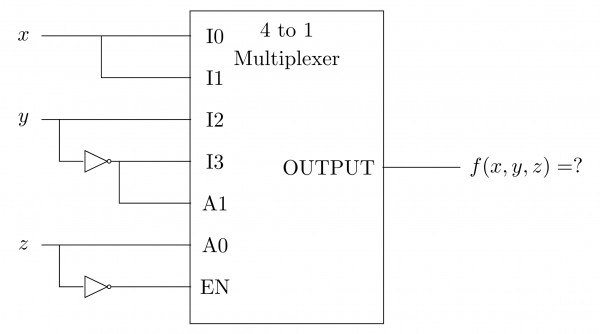 x
I0
4 to 1
Multiplexer
I1
y
I2
I3
OUTPUT
f(x, y, z) =?
A1
z
A0
EN